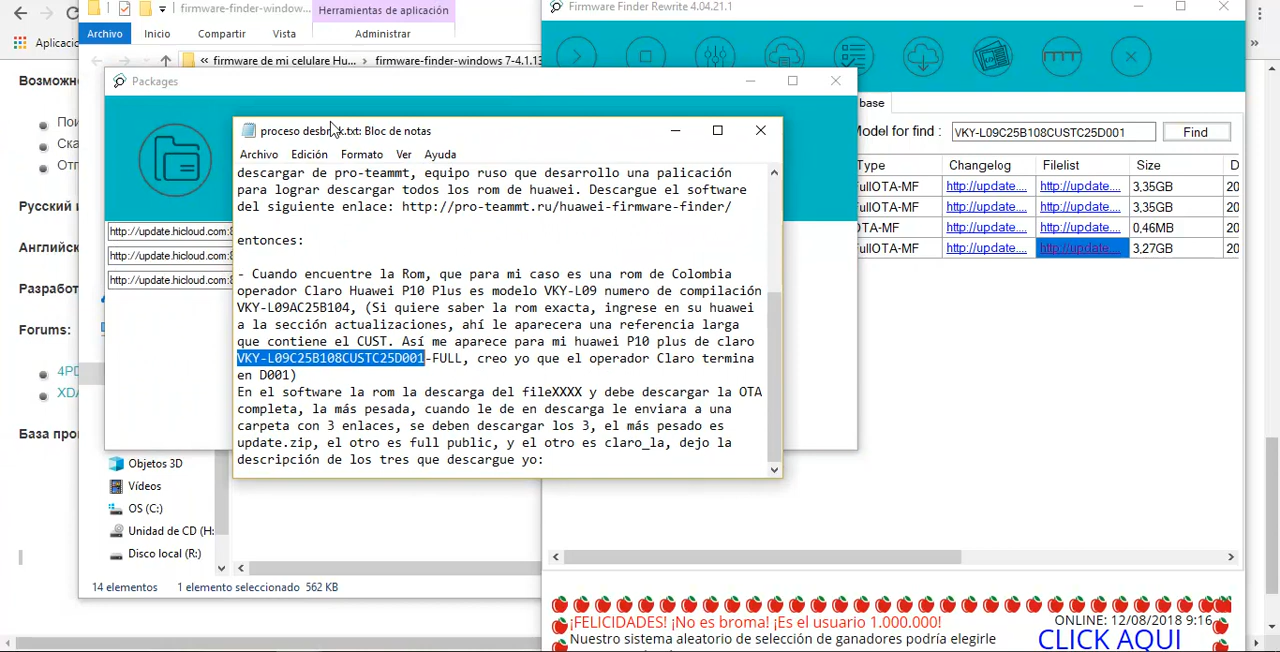 firmware-finder-window...
Herramientas de aplicación
Firmware Finder Rewrite 4.04.21.1
Archivo
Inicio
Compartir
Vista
Administrar
Aplicacio
« firmware de mi celulare Hu... › firmware-finder-windows 7-4.1.13
Возможно
Packages
base
Model for find :
VKY-L09C25B108CUSTC25D001
Find
Пои
Ска
Отп
proceso desbrick.txt: Bloc de notas
Archivo
Edición
Formato
Ver
Ayuda
Type
Changelog
Filelist
Size
D
FullOTA-MF
http://update....
http://update....
3,35GB
20
FullOTA-MF
http://update....
http://update....
3,35GB
20
OTA-MF
http://update....
http://update....
0,46MB
20
FullOTA-MF
http://update....
http://update....
3,27GB
20
Русский и
Английск
Разработ
Forums:
4PD
XDA
База про
http://update.hicloud.com:8
http://update.hicloud.com:8
http://update.hicloud.com:8
descargar de pro-teammt, equipo ruso que desarrollo una palicación
para lograr descargar todos los rom de huawei. Descargue el software
del siguiente enlace: http://pro-teammt.ru/huawei-firmware-finder/
entonces:
- Cuando encuentre la Rom, que para mi caso es una rom de Colombia
operador Claro Huawei P10 Plus es modelo VKY-L09 numero de compilación
VKY-L09AC25B104, (Si quiere saber la rom exacta, ingrese en su huawei
a la sección actualizaciones, ahí le aparecera una referencia larga
que contiene el CUST. Así me aparece para mi huawei P10 plus de claro
VKY-L09C25B108CUSTC25D001-FULL, creo yo que el operador Claro termina
en D001)
En el software la rom la descarga del fileXXXX y debe descargar la OTA
completa, la más pesada, cuando le de en descarga le enviara a una
carpeta con 3 enlaces, se deben descargar los 3, el más pesado es
update.zip, el otro es full public, y el otro es claro_la, dejo la
descripción de los tres que descargue yo:
Objetos 3D
Vídeos
OS (C:)
Unidad de CD (H:
Disco local (R:)
14 elementos
1 elemento seleccionado 562 KB
¡FELICIDADES! ¡No es broma! ¡Es el usuario 1.000.000!
ONLINE: 12/08/2018 9:16
Nuestro sistema aleatorio de selección de ganadores podría elegirle
CLICK AQUI